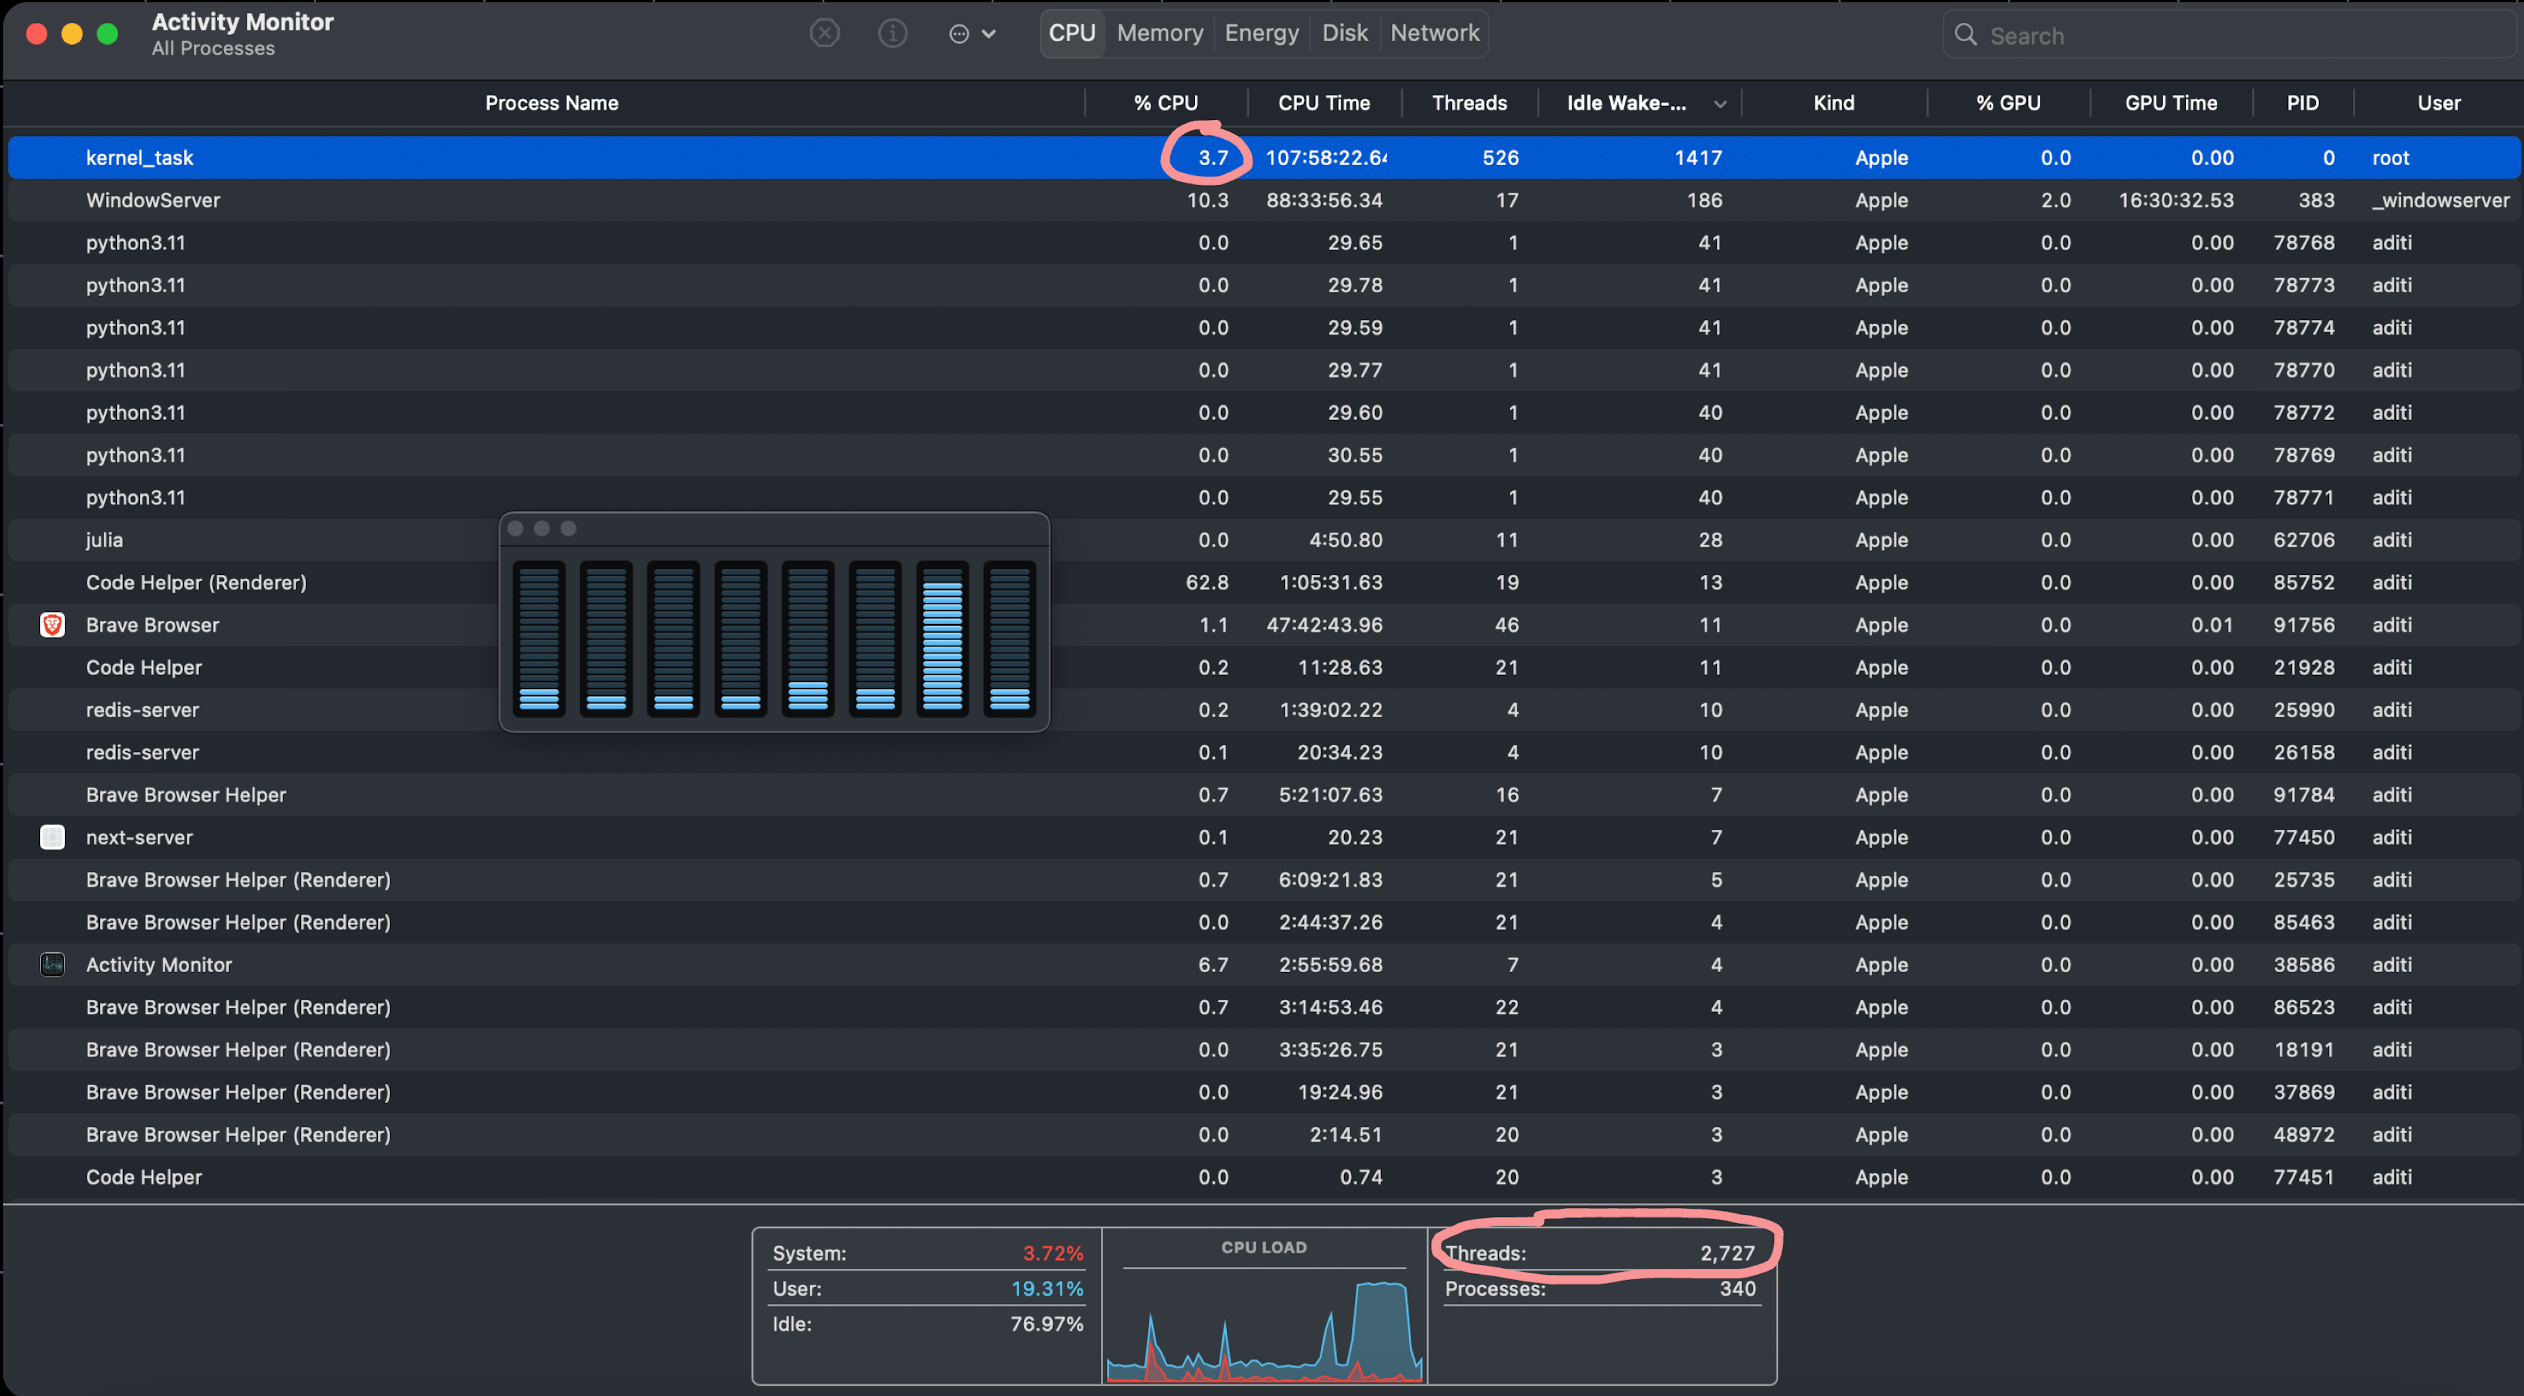 Activity Monitor
All Processes
CPU Memory Energy Disk Network
Search
Process Name % CPU CPU Time Threads Idle Wake-... Kind % GPU GPU Time PID User
kernel_task 3.7 107:58:22.64 526 1417 Apple 0.0 0.00 0 root
WindowServer 10.3 88:33:56.34 17 186 Apple 2.0 16:30:32.53 383 _windowserver
python3.11 0.0 29.65 1 41 Apple 0.0 0.00 78768 aditi
python3.11 0.0 29.78 1 41 Apple 0.0 0.00 78773 aditi
python3.11 0.0 29.59 1 41 Apple 0.0 0.00 78774 aditi
python3.11 0.0 29.77 1 41 Apple 0.0 0.00 78770 aditi
python3.11 0.0 29.60 1 40 Apple 0.0 0.00 78772 aditi
python3.11 0.0 30.55 1 40 Apple 0.0 0.00 78769 aditi
python3.11 0.0 29.55 1 40 Apple 0.0 0.00 78771 aditi
julia 0.0 4:50.80 11 28 Apple 0.0 0.00 62706 aditi
Code Helper (Renderer) 62.8 1:05:31.63 19 13 Apple 0.0 0.00 85752 aditi
Brave Browser 1.1 47:42:43.96 46 11 Apple 0.0 0.01 91756 aditi
Code Helper 0.2 11:28.63 21 11 Apple 0.0 0.00 21928 aditi
redis-server 0.2 1:39:02.22 4 10 Apple 0.0 0.00 25990 aditi
redis-server 0.1 20:34.23 4 10 Apple 0.0 0.00 26158 aditi
Brave Browser Helper 0.7 5:21:07.63 16 7 Apple 0.0 0.00 91784 aditi
next-server 0.1 20.23 21 7 Apple 0.0 0.00 77450 aditi
Brave Browser Helper (Renderer) 0.7 6:09:21.83 21 5 Apple 0.0 0.00 25735 aditi
Brave Browser Helper (Renderer) 0.0 2:44:37.26 21 4 Apple 0.0 0.00 85463 aditi
Activity Monitor 6.7 2:55:59.68 7 4 Apple 0.0 0.00 38586 aditi
Brave Browser Helper (Renderer) 0.7 3:14:53.46 22 4 Apple 0.0 0.00 86523 aditi
Brave Browser Helper (Renderer) 0.0 3:35:26.75 21 3 Apple 0.0 0.00 18191 aditi
Brave Browser Helper (Renderer) 0.0 19:24.96 21 3 Apple 0.0 0.00 37869 aditi
Brave Browser Helper (Renderer) 0.0 2:14.51 20 3 Apple 0.0 0.00 48972 aditi
Code Helper 0.0 0.74 20 3 Apple 0.0 0.00 77451 aditi
System: 3.72%
User: 19.31%
Idle: 76.97%
CPU LOAD
Threads: 2,727
Processes: 340